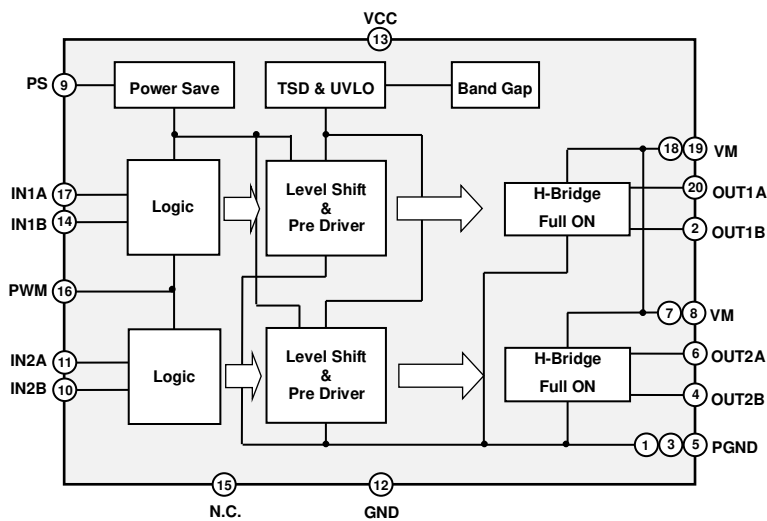 VCC
13
PS
9
Power Save
TSD & UVLO
Band Gap
18
19
VM
IN1A
17
IN1B
14
Logic
Level Shift
&
Pre Driver
H-Bridge
Full ON
20
OUT1A
2
OUT1B
PWM
16
7
8
VM
IN2A
11
IN2B
10
Logic
Level Shift
&
Pre Driver
H-Bridge
Full ON
6
OUT2A
4
OUT2B
1
3
5
PGND
15
N.C.
12
GND